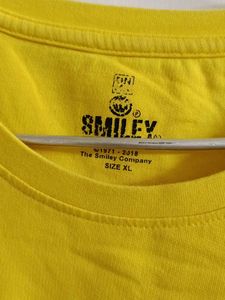 SMILEY
©1971 - 2018
The Smiley Company
SIZE XL